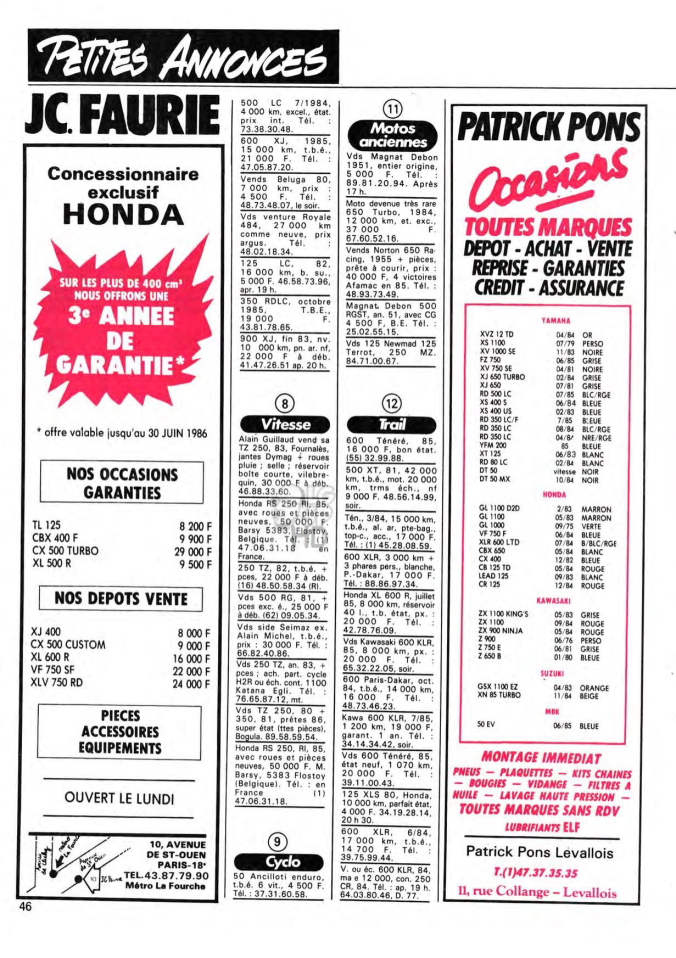 PETITES ANNONCES
JC. FAURIE
Concessionnaire
exclusif
HONDA
SUR LES PLUS DE 400 cm³
NOUS OFFRONS UNE
3e ANNEE
DE
GARANTIE*
* offre valable jusqu'au 30 JUIN 1986
NOS OCCASIONS
GARANTIES
TL 125 8 200 F
CBX 400 F 9 900 F
CX 500 TURBO 29 000 F
XL 500 R 9 500 F
NOS DEPOTS VENTE
XJ 400 8 000 F
CX 500 CUSTOM 9 000 F
XL 600 R 16 000 F
VF 750 SF 22 000 F
XLV 750 RD 24 000 F
PIECES
ACCESSOIRES
EQUIPEMENTS
OUVERT LE LUNDI
10, AVENUE
DE ST-OUEN
PARIS-18e
TEL.43.87.79.90
Métro La Fourche
46
500 LC 7/1984,
4 000 km, excel., état.
prix int. Tél. :
73.38.30.48.
600 XJ, 1985,
15 000 km, t.b.é.,
21 000 F. Tél. :
47.05.87.20.
Vends Beluga 80,
7 000 km, prix :
4 500 F. Tél. :
48.73.48.07, le soir.
Vds venture Royale
484, 27 000 km
comme neuve, prix
argus. Tél. :
48.02.18.34.
125 LC, 82,
16 000 km, b. su.,
5 000 F. 46.58.73.96,
apr. 19 h.
350 RDLC, octobre
1985, T.B.E.,
19 000 F.
43.81.78.65.
900 XJ, fin 83, nv.
10 000 km, pn. ar. nf,
22 000 F à déb.
41.47.26.51 ap. 20 h.
8
Vitesse
Alain Guillaud vend sa
TZ 250, 83, Fournalès,
jantes Dymag + roues
pluie ; selle ; réservoir
boîte courte, vilebre-
quin, 30 000 F à déb.
46.88.33.60.
Honda RS 250 RI, 85,
avec roues et pièces
neuves, 50 000 F.
Barsy 5383, Flostoy,
Belgique. Tél. :
47.06.31.18 en
France.
250 TZ, 82, t.b.é. +
pces, 22 000 F à déb.
(16) 48.50.58.34 (R).
Vds 500 RG, 81, +
pces exc. é., 25 000 F
à déb. (62) 09.05.34.
Vds side Seimaz ex.
Alain Michel, t.b.é.,
prix : 30 000 F. Tél. :
66.82.40.86.
Vds 250 TZ, an. 83, +
pces ; ach. part. cycle
H2R ou éch. cont. 1100
Katana Egli. Tél. :
76.65.87.12, mt.
Vds TZ 250, 80 +
350, 81, prêtes 86,
super état (ttes pièces),
Bogula. 89.58.59.54.
Honda RS 250, RI, 85,
avec roues et pièces
neuves, 50 000 F. M.
Barsy, 5383 Flostoy
(Belgique). Tél. : en
France (1)
47.06.31.18.
9
Cyclo
50 Ancilloti enduro,
t.b.é. 6 vit., 4 500 F.
Tél. : 37.31.60.58.
11
Motos
anciennes
Vds Magnat Debon
1951, entier origine,
5 000 F. Tél. :
89.81.20.94. Après
17 h.
Moto devenue très rare
650 Turbo, 1984,
12 000 km, et. exc.,
37 000 F.
67.60.52.16.
Vends Norton 650 Ra-
cing, 1955 + pièces,
prête à courir, prix :
40 000 F, 4 victoires
Afamac en 85. Tél. :
48.93.73.49.
Magnat Debon 500
RGST, an. 51, avec CG
4 500 F, B.E. Tél. :
25.02.55.15.
Vds 125 Newmad 125
Terrot, 250 MZ.
84.71.00.67.
12
Trail
600 Ténéré, 85,
16 000 F, bon état.
(55) 32.99.88.
500 XT, 81, 42 000
km, t.b.é., mot. 20 000
km, trms éch., nf
9 000 F. 48.56.14.99,
soir.
Tén., 3/84, 15 000 km,
t.b.é., al. ar, pte-bag.,
top-c., acc., 17 000 F.
Tél. : (1) 45.28.08.59.
600 XLR, 3 000 km +
3 phares pers., blanche,
P.-Dakar, 17 000 F.
Tél. : 88.86.97.34.
Honda XL 600 R, juillet
85, 8 000 km, réservoir
40 l., t.b. état, px. :
20 000 F. Tél. :
42.78.76.09.
Vds Kawasaki 600 KLR,
85, 8 000 km, px. :
20 000 F. Tél. :
65.32.22.05, soir.
600 Paris-Dakar, oct.
84, t.b.é., 14 000 km,
16 000 F. Tél. :
48.73.46.23.
Kawa 600 KLR, 7/85,
1 200 km, 19 000 F,
garant. 1 an. Tél. :
34.14.34.42, soir.
Vds 600 Ténéré, 85,
état neuf, 1 070 km,
20 000 F. Tél. :
39.11.00.43.
125 XLS 80, Honda,
10 000 km, parfait état,
4 000 F. 34.19.28.14,
20 h 30.
600 XLR, 6/84,
17 000 km, t.b.é.,
14 700 F. Tél. :
39.75.99.44.
V. ou éc. 600 KLR, 84,
ma e 12 000, con. 250
CR, 84. Tél. : ap. 19 h.
64.03.80.46, D. 77.
PATRICK PONS
Occasions
TOUTES MARQUES
DEPOT - ACHAT - VENTE
REPRISE - GARANTIES
CREDIT - ASSURANCE
YAMAHA
XVZ 12 TD 04/84 OR
XS 1100 07/79 PERSO
XV 1000 SE 11/83 NOIRE
FZ 750 06/85 GRISE
XV 750 SE 04/81 NOIRE
XJ 650 TURBO 02/84 GRISE
XJ 650 07/81 GRISE
RD 500 LC 07/85 BLC/RGE
XS 400 S 06/84 BLEUE
XS 400 US 02/83 BLEUE
RD 350 LC/F 7/85 BLEUE
RD 350 LC 08/84 BLC/RGE
RD 350 LC 04/84 NRE/RGE
YFM 200 85 BLEUE
XT 125 06/83 BLANC
RD 80 LC 02/84 BLANC
DT 50 vitesse NOIR
DT 50 MX 10/84 NOIR
HONDA
GL 1100 D2D 2/83 MARRON
GL 1100 05/83 MARRON
GL 1000 09/75 VERTE
VF 750 F 06/84 BLEUE
XLR 600 LTD 07/84 B/BLC/RGE
CBX 650 05/84 BLANC
CX 400 12/82 BLEUE
CB 125 TD 05/84 ROUGE
LEAD 125 09/83 BLANC
CR 125 12/84 ROUGE
KAWASAKI
ZX 1100 KING'S 05/83 GRISE
ZX 1100 09/84 ROUGE
ZX 900 NINJA 05/84 ROUGE
Z 900 06/76 PERSO
Z 750 E 06/81 GRISE
Z 650 B 01/80 BLEUE
SUZUKI
GSX 1100 EZ 04/83 ORANGE
XN 85 TURBO 11/84 BEIGE
MBK
50 EV 06/85 BLEUE
MONTAGE IMMEDIAT
PNEUS — PLAQUETTES — KITS CHAINES
— BOUGIES — VIDANGE — FILTRES A
HUILE — LAVAGE HAUTE PRESSION —
TOUTES MARQUES SANS RDV
LUBRIFIANTS ELF
Patrick Pons Levallois
T.(1)47.37.35.35
11, rue Collange - Levallois